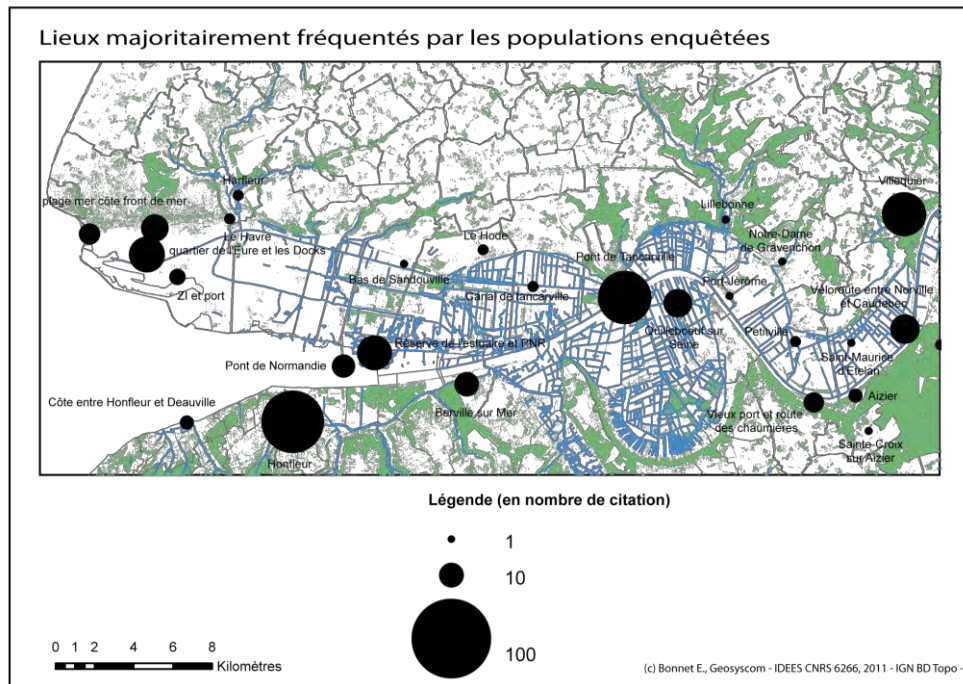 Lieux majoritairement fréquentés par les populations enquêtées
Harfleur
plage mer côte front de mer
Villequier
Lillebonne
Le Havre
quartier de l'Eure et les Docks
Le Hode
Notre-Dame
de Gravenchon
Pont de Tancarville
Bas de Sandouville
ZI et port
Canal de tancarville
Port-Jérôme
Véloroute entre Norville
et Caudebec
Quilleboeuf sur
Seine
Petitville
Réserve de l'estuaire et PNR
Saint-Maurice
d'Etelan
Pont de Normandie
Côte entre Honfleur et Deauville
Berville sur Mer
Aizier
Vieux port et route
des chaumières
Sainte-Croix
sur Aizier
Honfleur
Légende (en nombre de citation)
1
10
100
0 1 2 4 6 8
Kilomètres
(c) Bonnet E., Geosyscom - IDEES CNRS 6266, 2011 - IGN BD Topo -